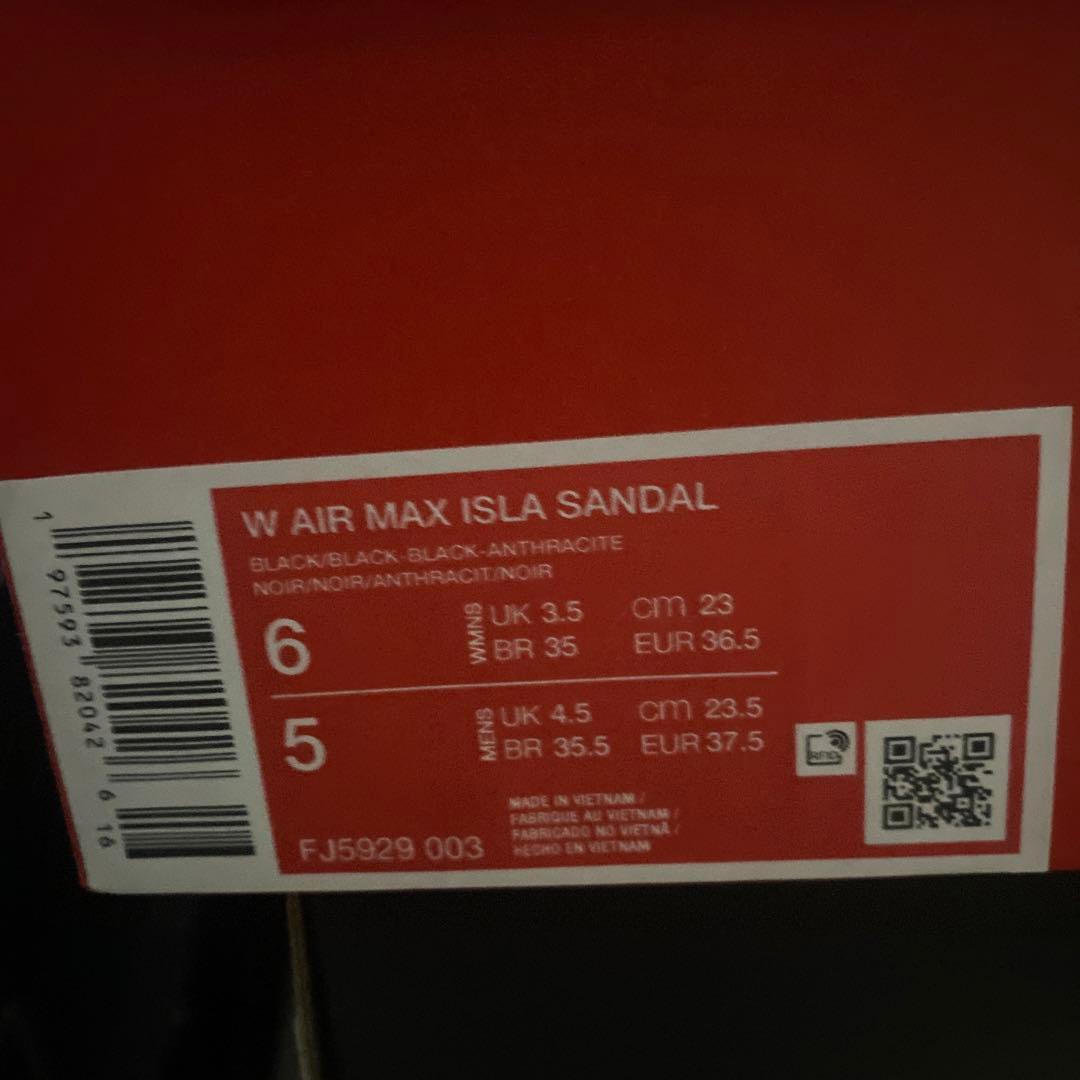 W AIR MAX ISLA SANDAL
BLACK/BLACK-BLACK-ANTHRACITE
NOIR/NOIR/ANTHRACIT/NOIR
6 WMNS UK 3.5 cm 23
BR 35 EUR 36.5
5 MENS UK 4.5 cm 23.5
BR 35.5 EUR 37.5
RFID
MADE IN VIETNAM /
FABRIQUE AU VIETNAM /
FABRICADO NO VIETNÃ /
HECHO EN VIETNAM
FJ5929 003
1 97593 82042 6 16